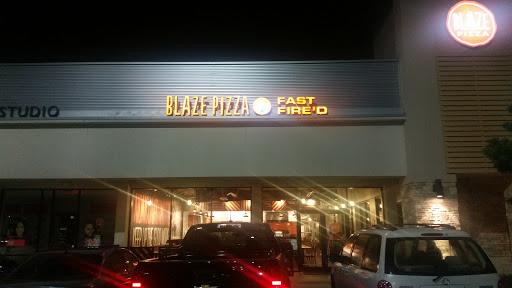 BLAZE
PIZZA
STUDIO
BLAZE PIZZA
FAST
FIRE'D